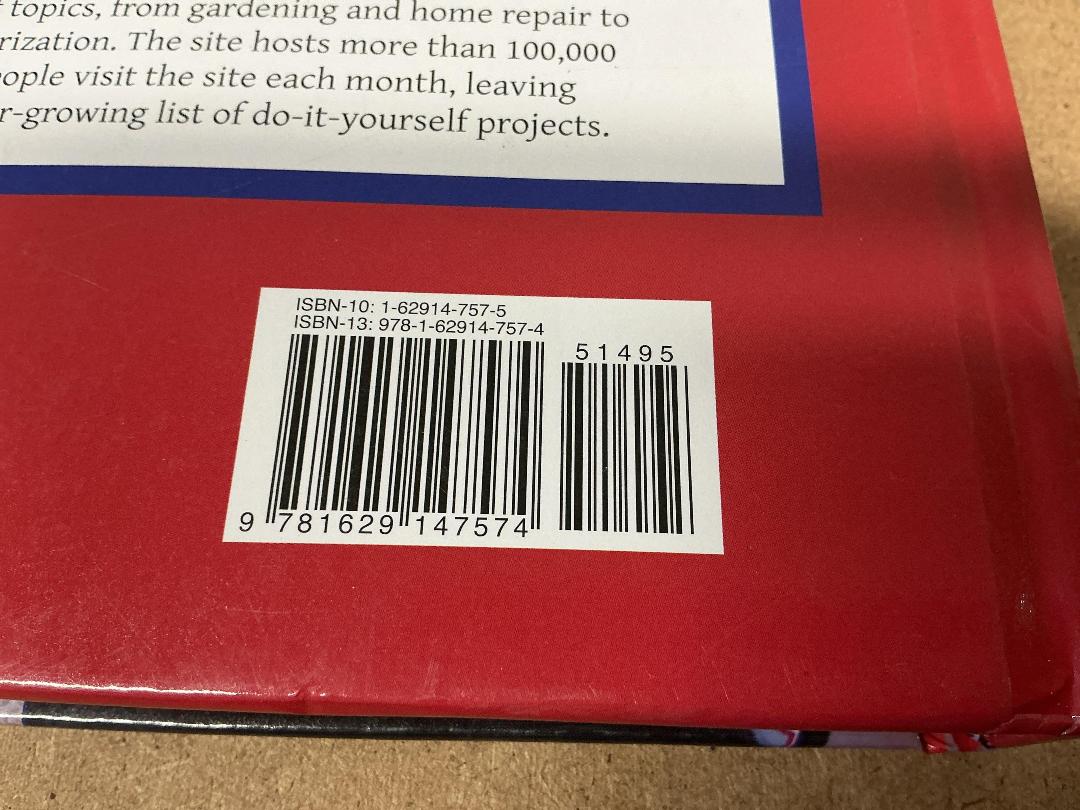 topics, from gardening and home repair to
rization. The site hosts more than 100,000
ople visit the site each month, leaving
r-growing list of do-it-yourself projects.
ISBN-10: 1-62914-757-5
ISBN-13: 978-1-62914-757-4
51495
9 781629 147574